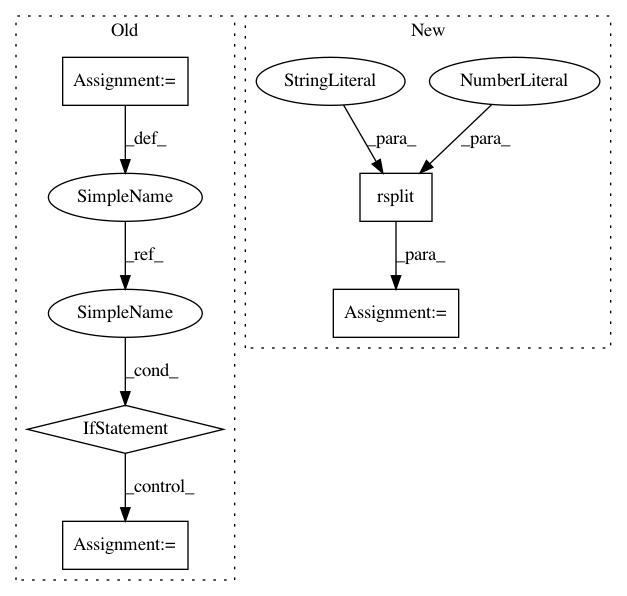 Old
New
Assignment:=
StringLiteral
NumberLiteral
_def_
_para_
_para_
SimpleName
rsplit
_ref_
_para_
SimpleName
Assignment:=
_cond_
IfStatement
_control_
Assignment:=